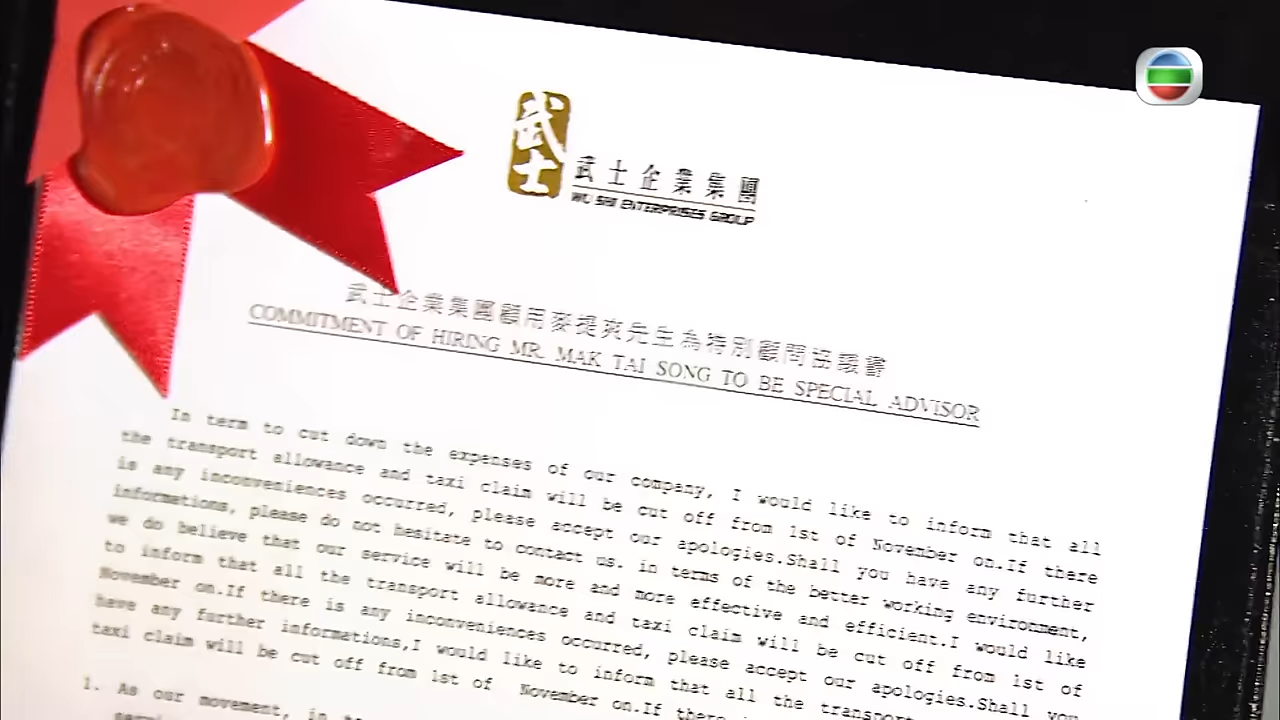 武士
武士企業集團
WU SHI ENTERPRISES GROUP
武士企業集團顧用麥提爽先生為特別顧問協議書
COMMITMENT OF HIRING MR. MAK TAI SONG TO BE SPECIAL ADVISOR
In term to cut down the expenses of our company, I would like to inform that all
the transport allowance and taxi claim will be cut off from 1st of November on.If there
is any inconveniences occurred, please accept our apologies.Shall you have any further
informations, please do not hesitate to contact us. in terms of the better working environment,
we do believe that our service will be more and more effective and efficient.I would like
to inform that all the transport allowance and taxi claim will be cut off from 1st of
November on.If there is any inconveniences occurred, please accept our apologies.Shall you
have any further informations,I would like to inform that all the transport
taxi claim will be cut off from 1st of November on.If there
1. As our movement, in